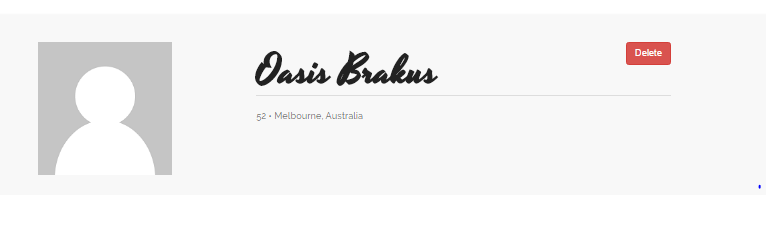 Oasis Brakus
Delete
52 • Melbourne, Australia